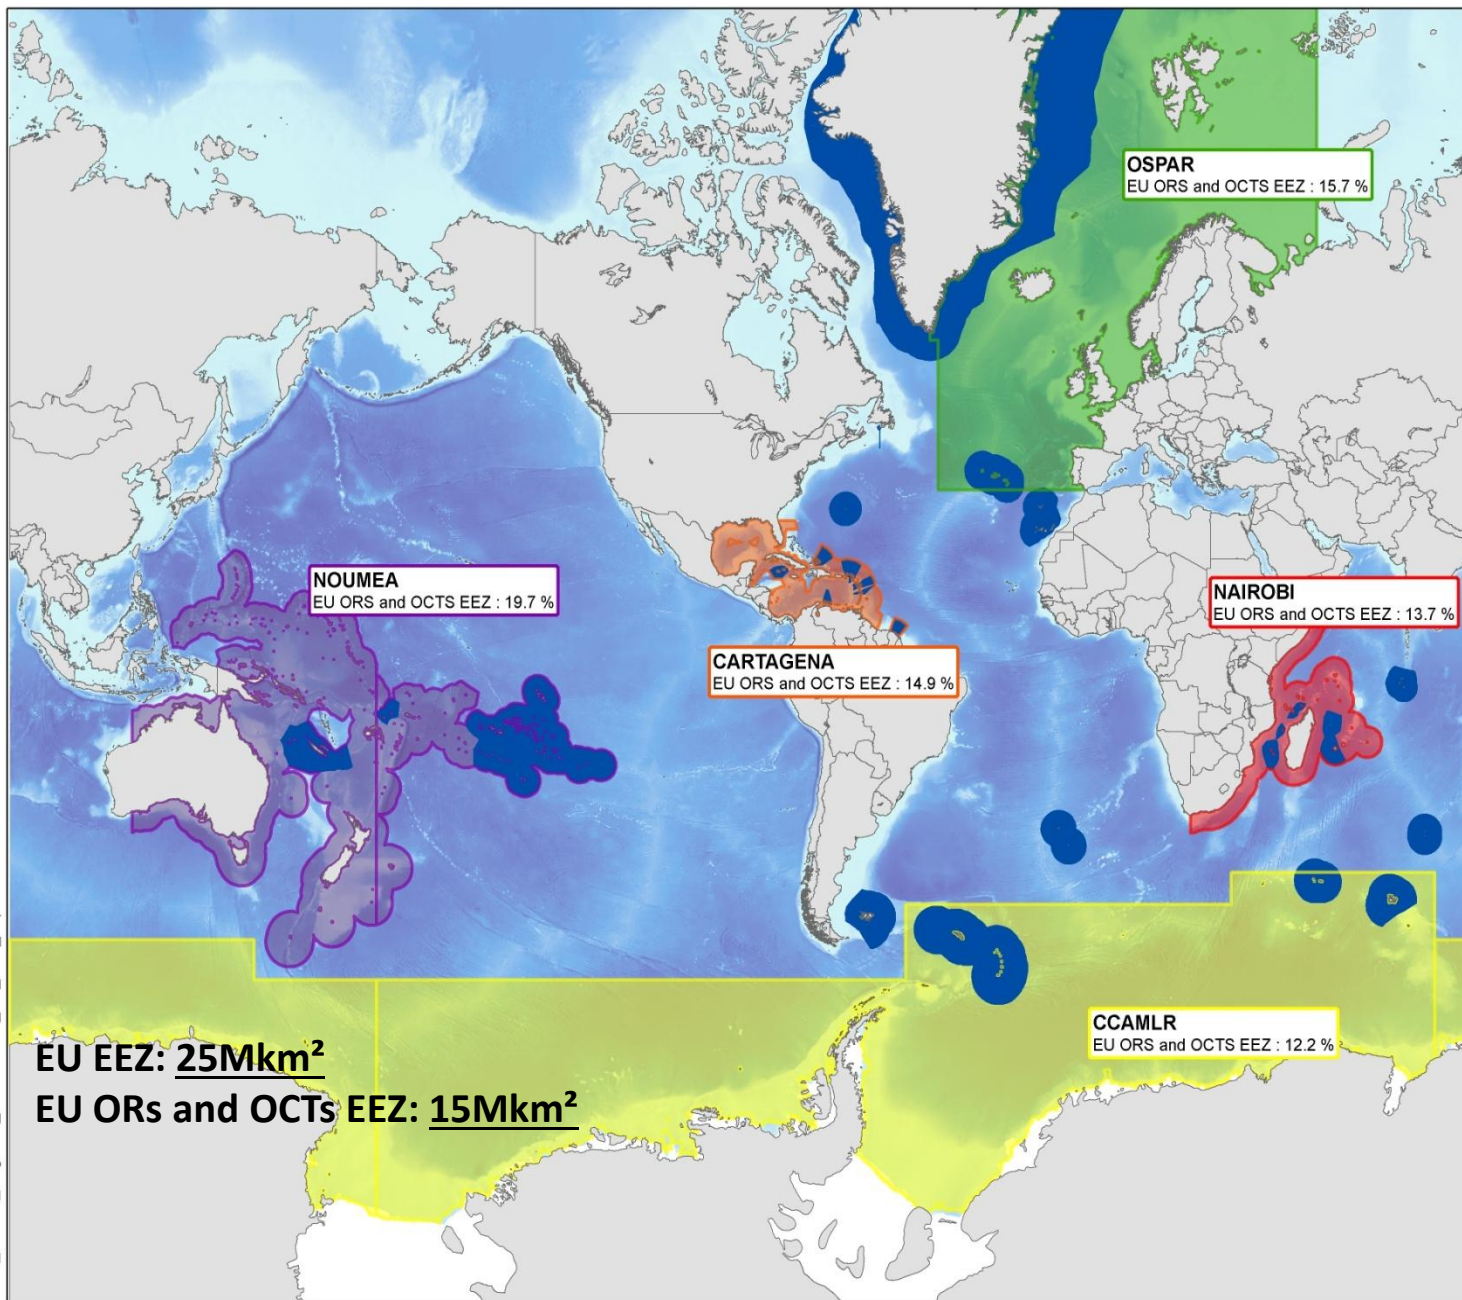 OSPAR
EU ORS and OCTS EEZ : 15.7 %
NOUMEA
EU ORS and OCTS EEZ : 19.7 %
NAIROBI
EU ORS and OCTS EEZ : 13.7 %
CARTAGENA
EU ORS and OCTS EEZ : 14.9 %
CCAMLR
EU ORS and OCTS EEZ : 12.2 %
EU EEZ: 25Mkm²
EU ORs and OCTs EEZ: 15Mkm²